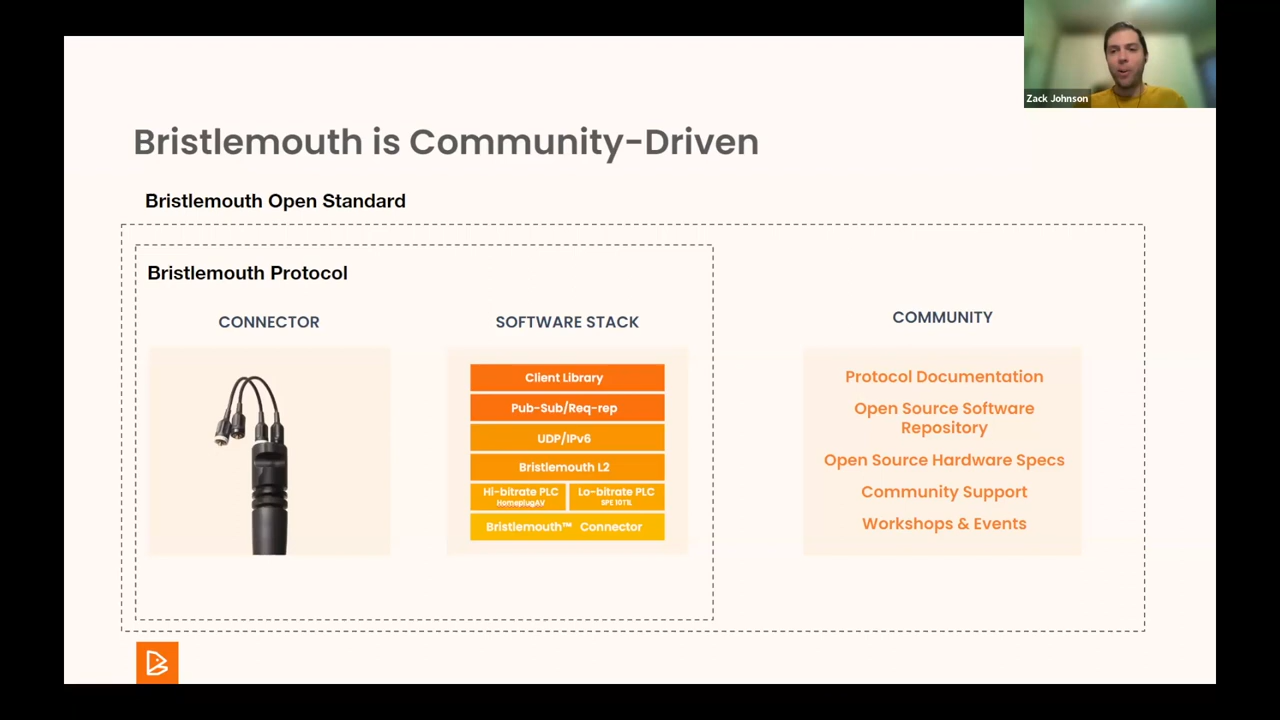 Zack Johnson
Bristlemouth is Community-Driven
Bristlemouth Open Standard
Bristlemouth Protocol
CONNECTOR
SOFTWARE STACK
Client Library
Pub-Sub/Req-rep
UDP/IPv6
Bristlemouth L2
Hi-bitrate PLC
HomeplugAV
Lo-bitrate PLC
SPE 10T1L
Bristlemouth™ Connector
COMMUNITY
Protocol Documentation
Open Source Software
Repository
Open Source Hardware Specs
Community Support
Workshops & Events